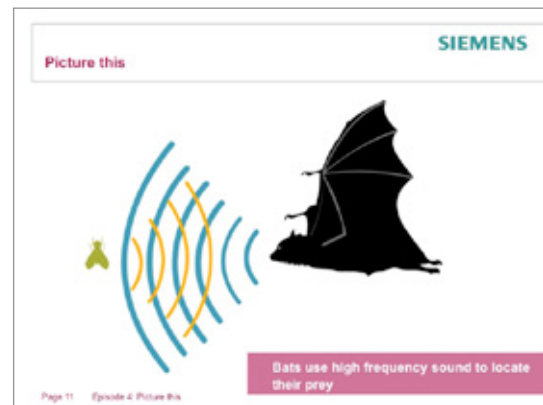 SIEMENS
Picture this
Bats use high frequency sound to locate
their prey
Page 11 Episode 4: Picture this